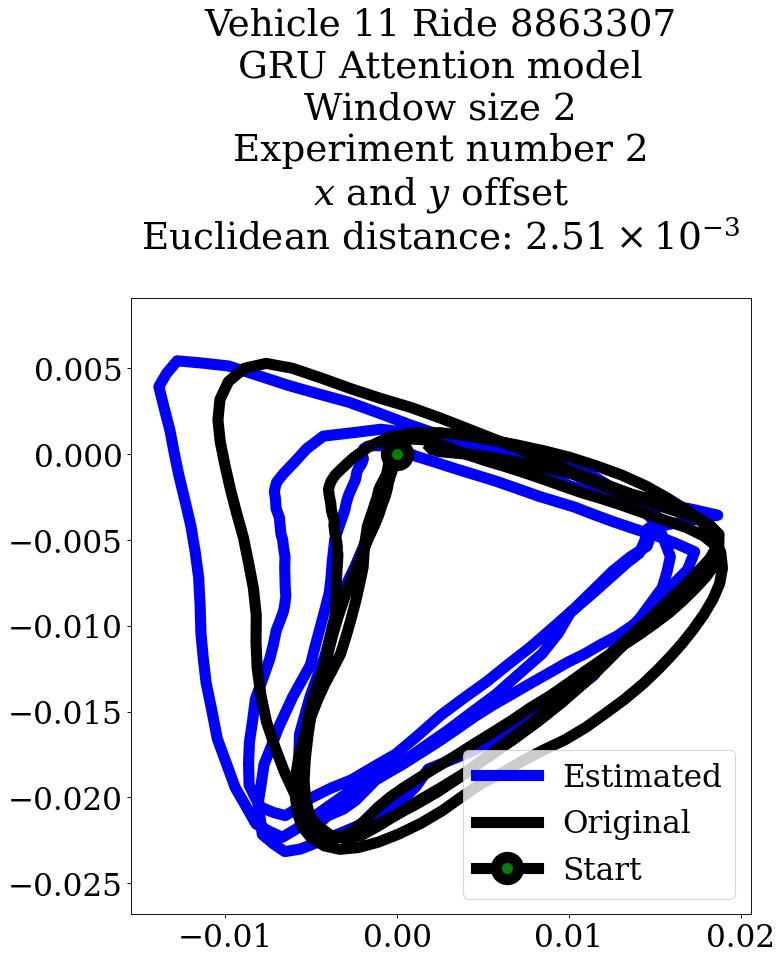 Vehicle 11 Ride 8863307
GRU Attention model
Window size 2
Experiment number 2
x and y offset
Euclidean distance: 2.51 × 10⁻³
0.005
0.000
−0.005
−0.010
−0.015
−0.020
−0.025
Estimated
Original
Start
−0.01
0.00
0.01
0.02